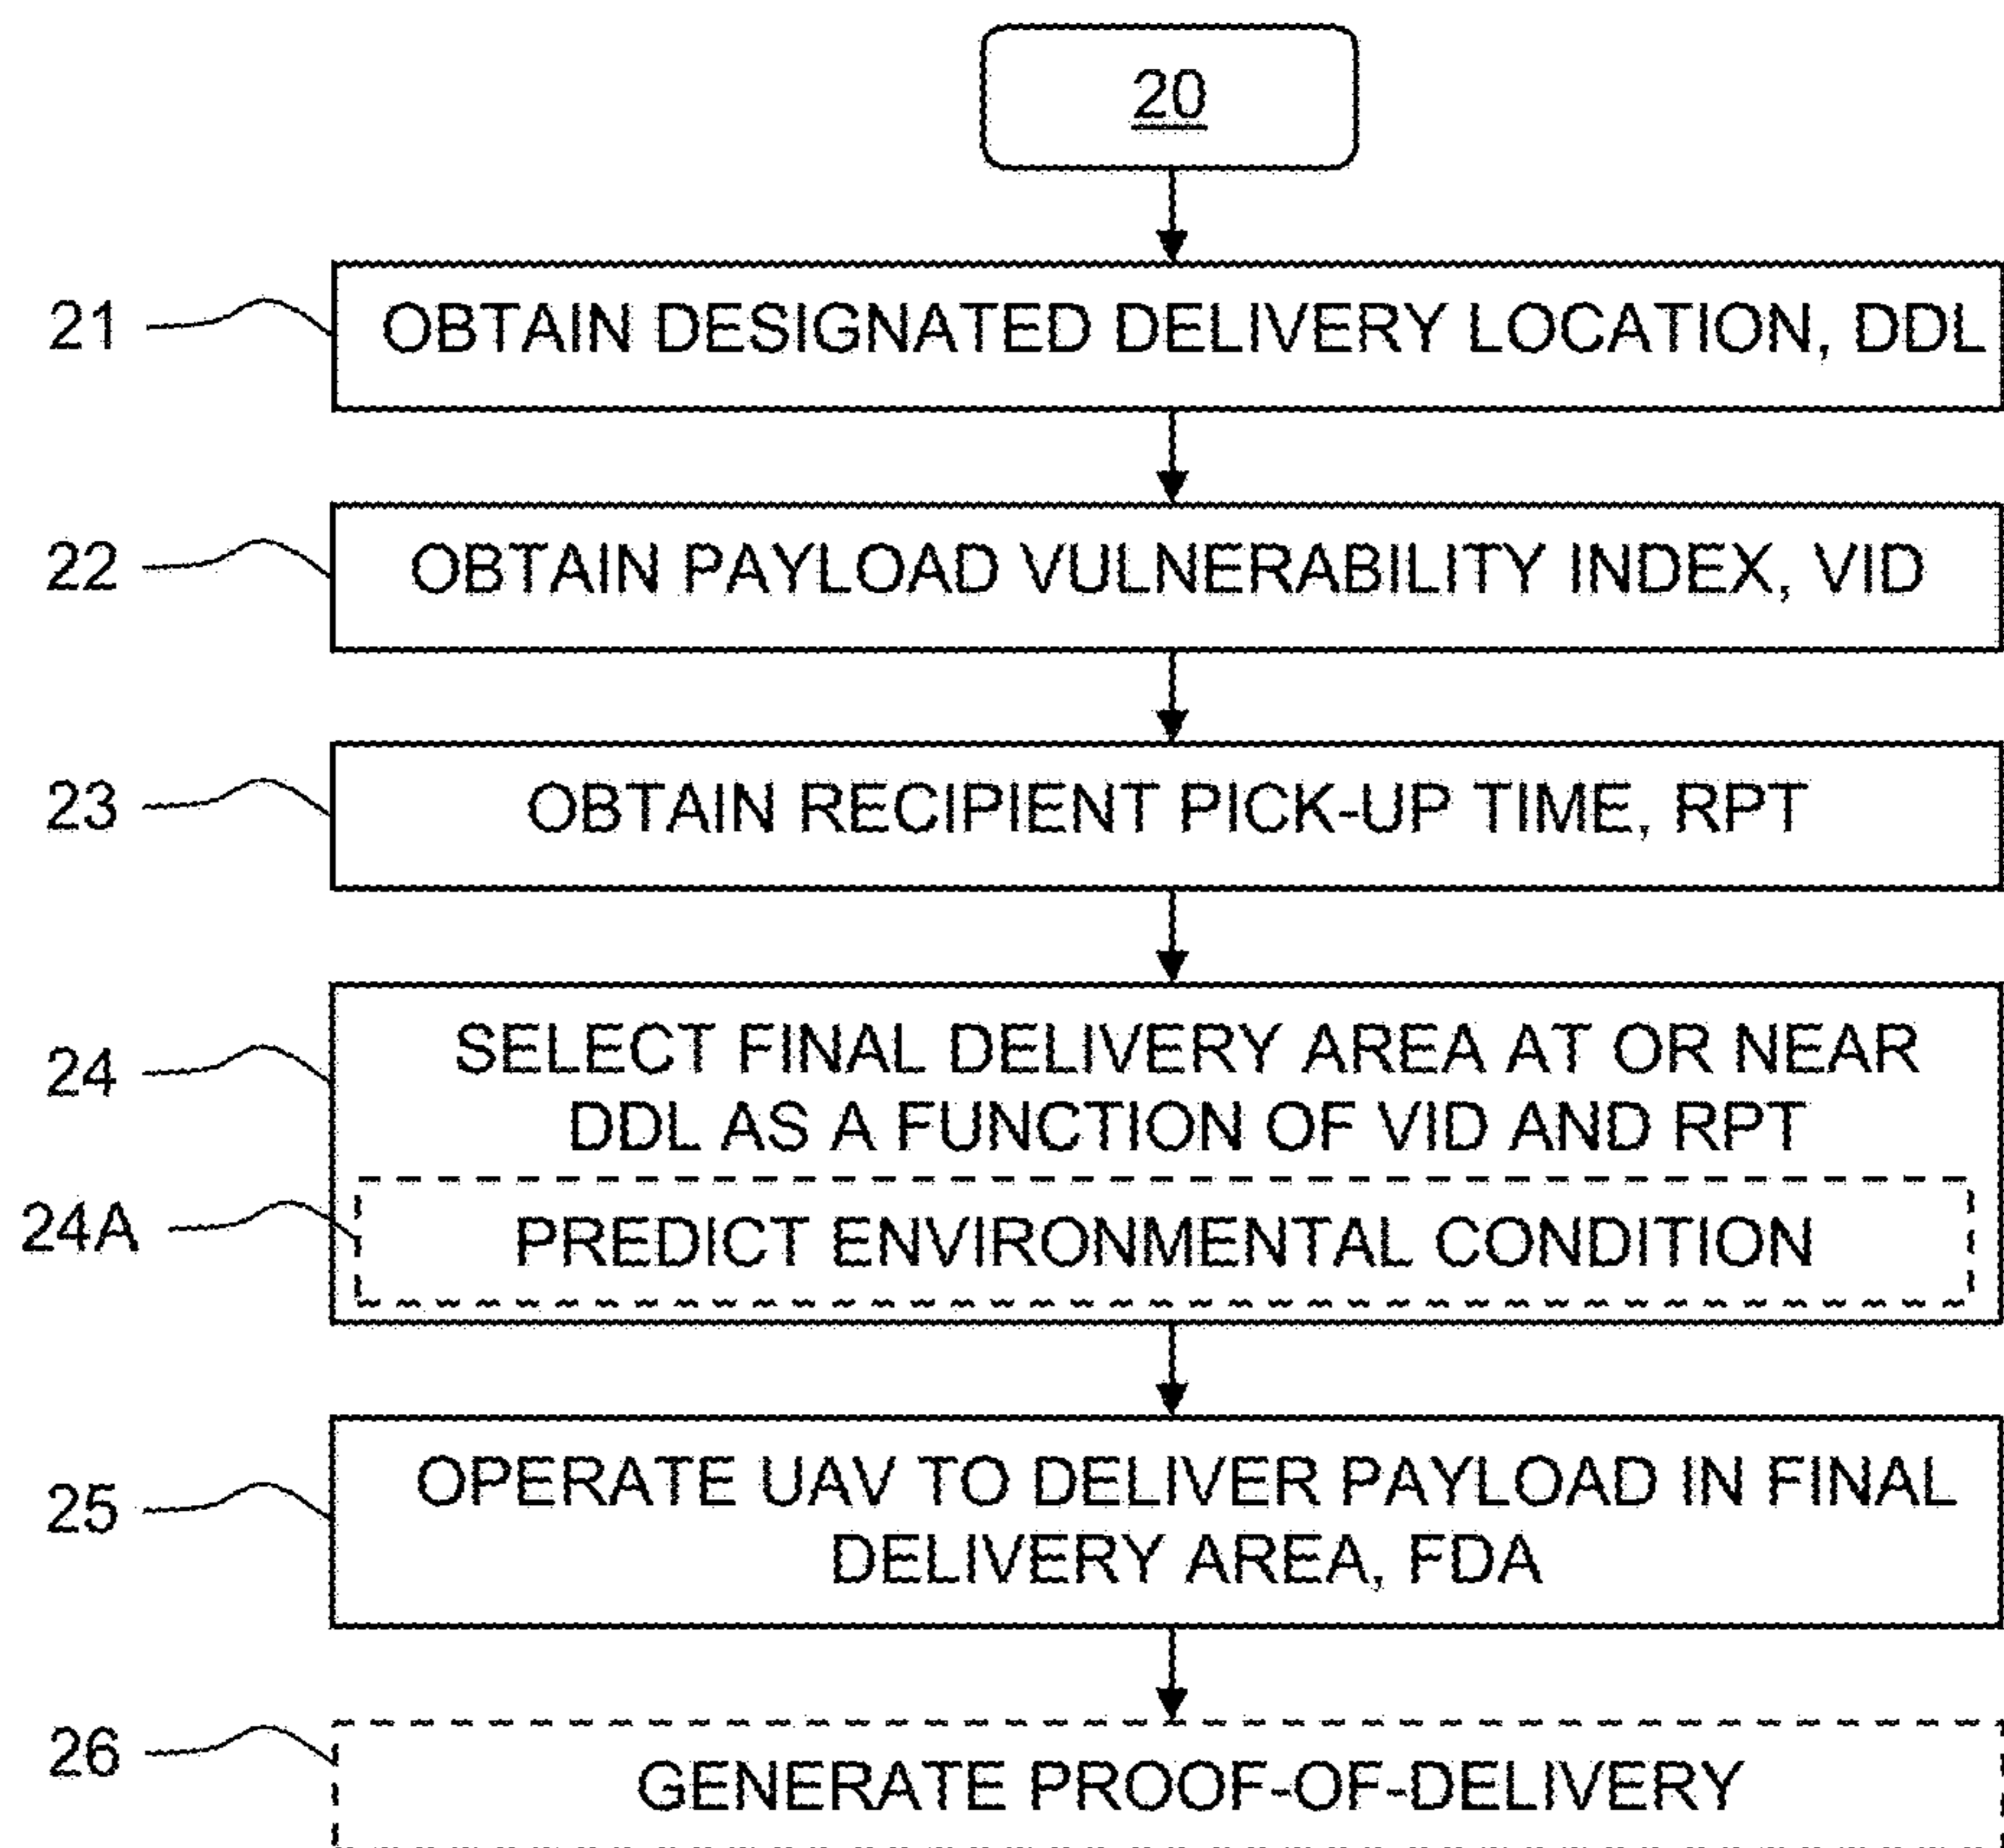 20
21 OBTAIN DESIGNATED DELIVERY LOCATION, DDL
22 OBTAIN PAYLOAD VULNERABILITY INDEX, VID
23 OBTAIN RECIPIENT PICK-UP TIME, RPT
24 SELECT FINAL DELIVERY AREA AT OR NEAR
DDL AS A FUNCTION OF VID AND RPT
24A PREDICT ENVIRONMENTAL CONDITION
25 OPERATE UAV TO DELIVER PAYLOAD IN FINAL
DELIVERY AREA, FDA
26 GENERATE PROOF-OF-DELIVERY